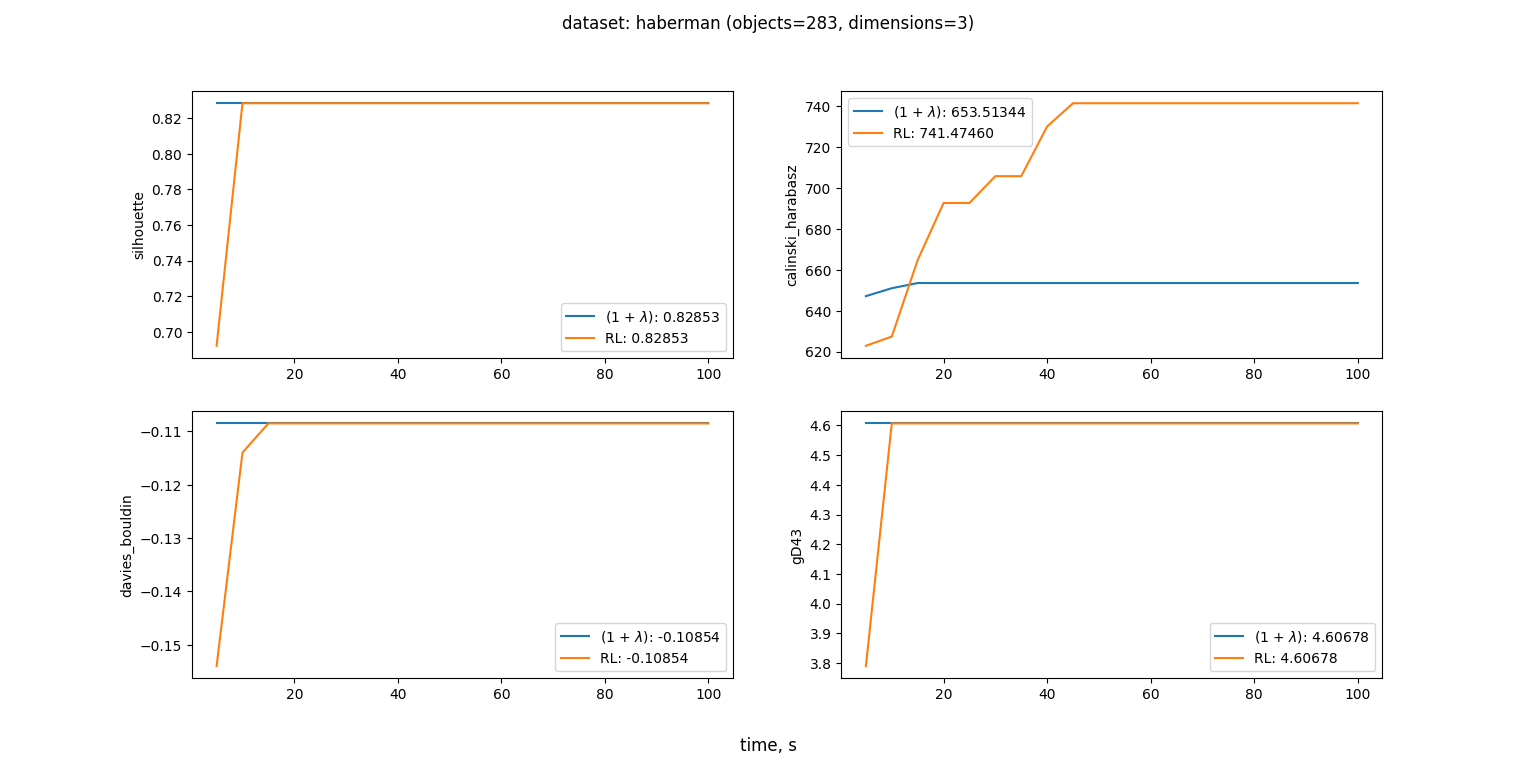 dataset: haberman (objects=283, dimensions=3)
silhouette
0.82
0.80
0.78
0.76
0.74
0.72
0.70
20 40 60 80 100
(1 + λ): 0.82853
RL: 0.82853
calinski_harabasz
740
720
700
680
660
640
620
20 40 60 80 100
(1 + λ): 653.51344
RL: 741.47460
davies_bouldin
−0.11
−0.12
−0.13
−0.14
−0.15
20 40 60 80 100
(1 + λ): -0.10854
RL: -0.10854
gD43
4.6
4.5
4.4
4.3
4.2
4.1
4.0
3.9
3.8
20 40 60 80 100
(1 + λ): 4.60678
RL: 4.60678
time, s